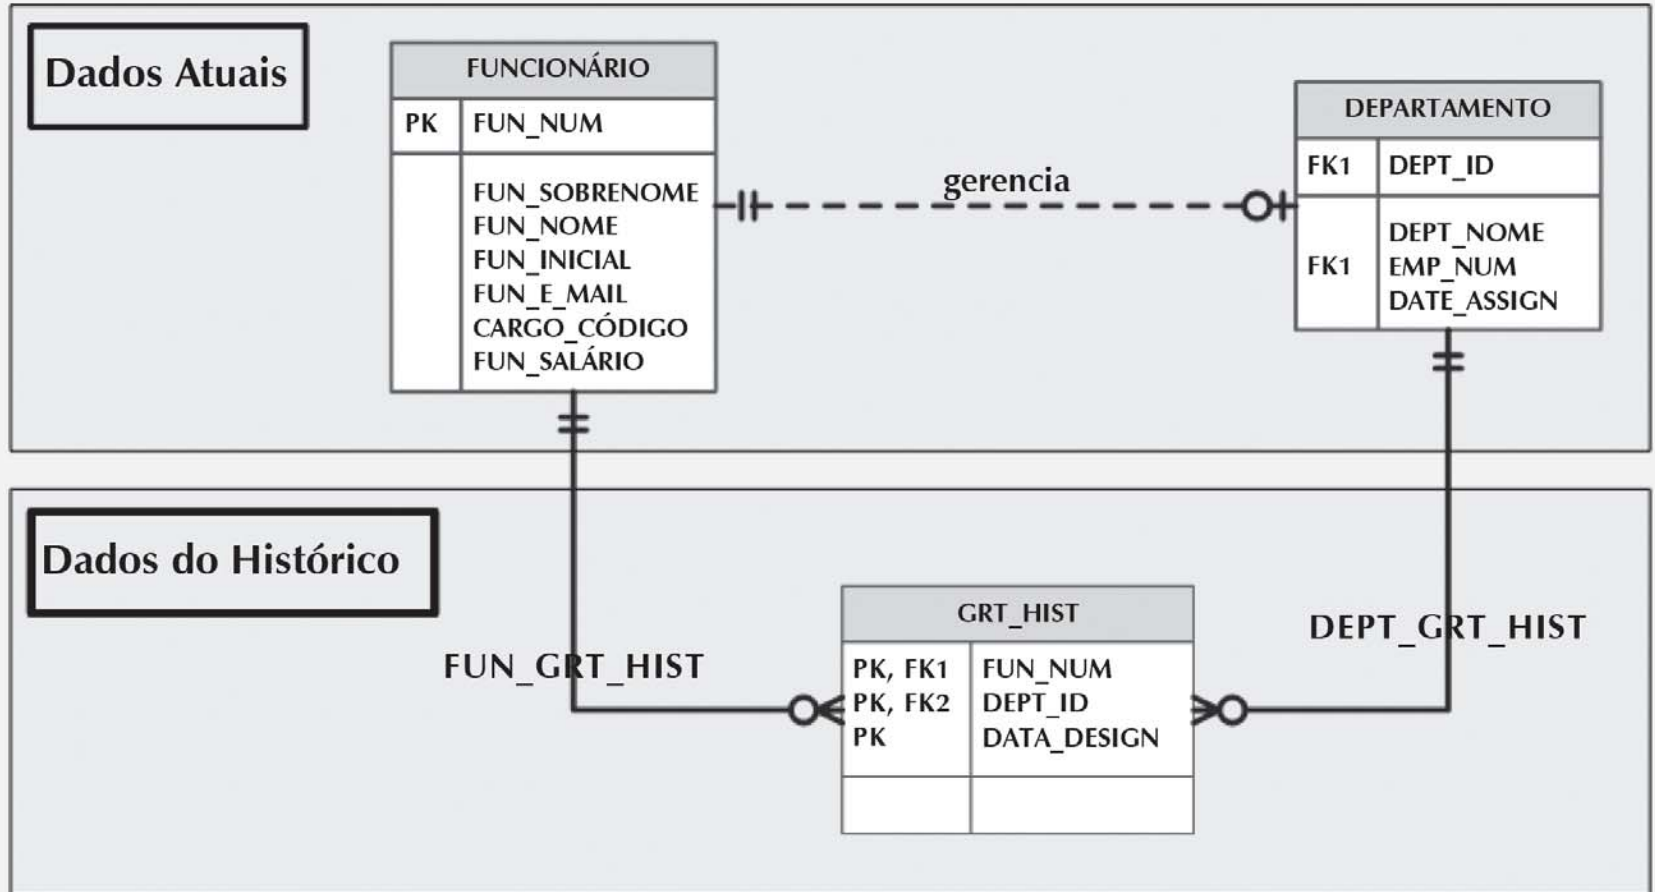 Dados Atuais
FUNCIONÁRIO
PK FUN_NUM
FUN_SOBRENOME
FUN_NOME
FUN_INICIAL
FUN_E_MAIL
CARGO_CÓDIGO
FUN_SALÁRIO
gerencia
DEPARTAMENTO
FK1 DEPT_ID
DEPT_NOME
FK1 EMP_NUM
DATE_ASSIGN
Dados do Histórico
FUN_GRT_HIST
GRT_HIST
PK, FK1 FUN_NUM
PK, FK2 DEPT_ID
PK DATA_DESIGN
DEPT_GRT_HIST